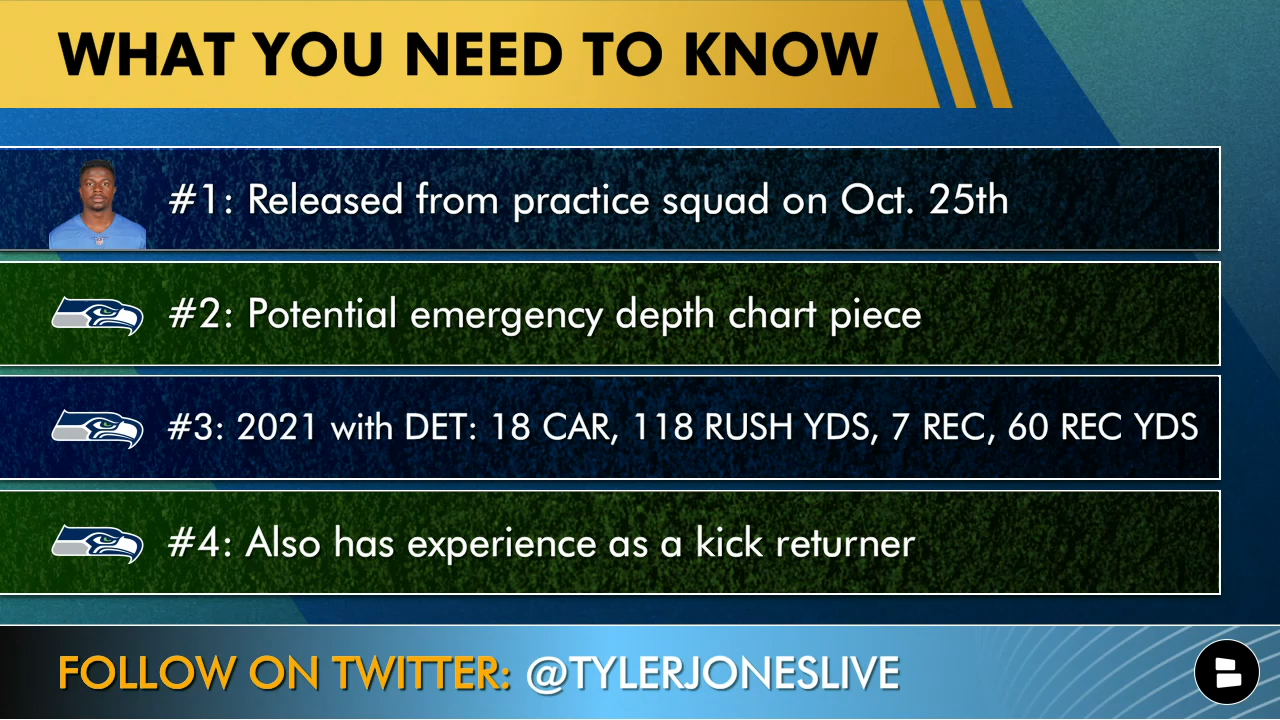 WHAT YOU NEED TO KNOW
#1: Released from practice squad on Oct. 25th
#2: Potential emergency depth chart piece
#3: 2021 with DET: 18 CAR, 118 RUSH YDS, 7 REC, 60 REC YDS
#4: Also has experience as a kick returner
FOLLOW ON TWITTER: @TYLERJONESLIVE